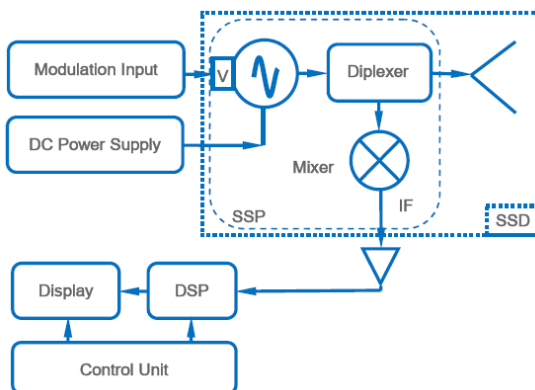 Modulation Input
V
Diplexer
DC Power Supply
Mixer
SSP
IF
SSD
Display
DSP
Control Unit